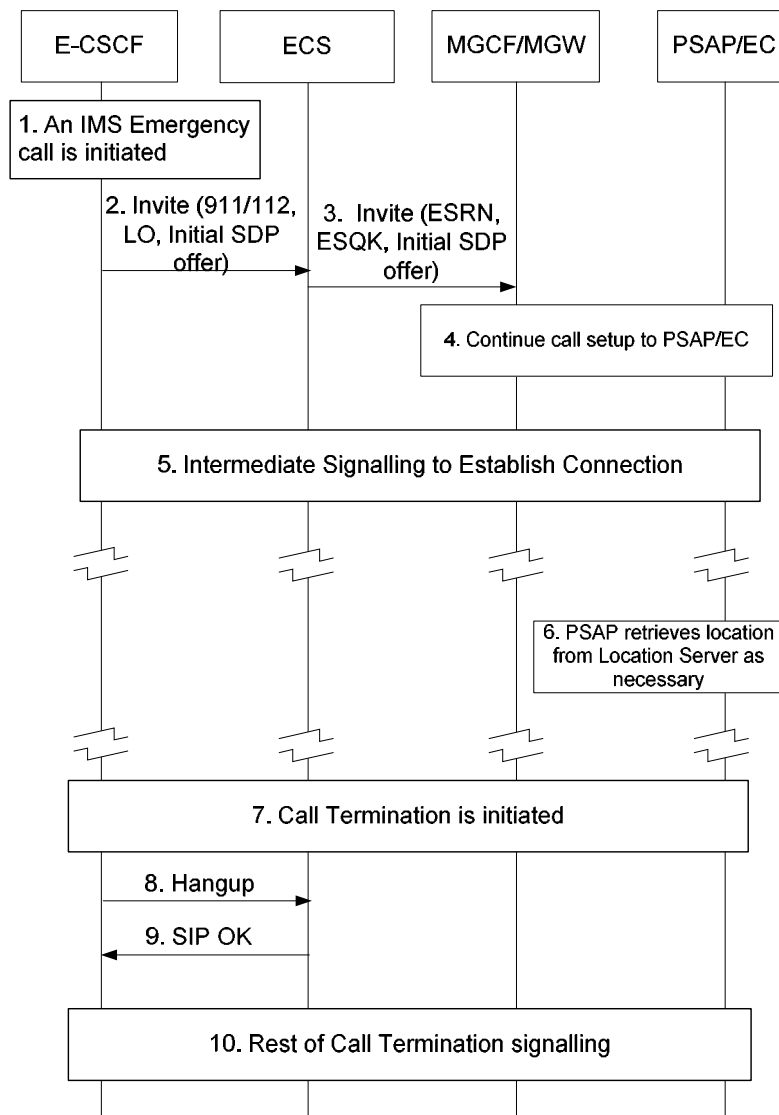 E-CSCF
ECS
MGCF/MGW
PSAP/EC
1. An IMS Emergency
call is initiated
2. Invite (911/112,
LO, Initial SDP
offer)
3. Invite (ESRN,
ESQK, Initial SDP
offer)
4. Continue call setup to PSAP/EC
5. Intermediate Signalling to Establish Connection
6. PSAP retrieves location
from Location Server as
necessary
7. Call Termination is initiated
8. Hangup
9. SIP OK
10. Rest of Call Termination signalling